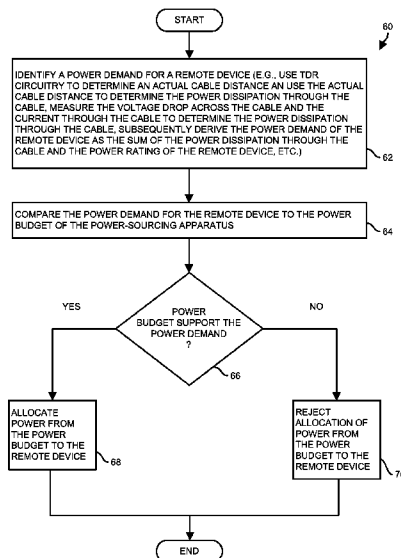 START
60
IDENTIFY A POWER DEMAND FOR A REMOTE DEVICE (E.G., USE TDR
CIRCUITRY TO DETERMINE AN ACTUAL CABLE DISTANCE AN USE THE ACTUAL
CABLE DISTANCE TO DETERMINE THE POWER DISSIPATION THROUGH THE
CABLE, MEASURE THE VOLTAGE DROP ACROSS THE CABLE AND THE
CURRENT THROUGH THE CABLE TO DETERMINE THE POWER DISSIPATION
THROUGH THE CABLE, SUBSEQUENTLY DERIVE THE POWER DEMAND OF THE
REMOTE DEVICE AS THE SUM OF THE POWER DISSIPATION THROUGH THE
CABLE AND THE POWER RATING OF THE REMOTE DEVICE, ETC.)
62
COMPARE THE POWER DEMAND FOR THE REMOTE DEVICE TO THE POWER
BUDGET OF THE POWER-SOURCING APPARATUS
64
YES
POWER
BUDGET SUPPORT THE
POWER DEMAND
?
NO
66
ALLOCATE
POWER FROM
THE POWER
BUDGET TO THE
REMOTE DEVICE
68
REJECT
ALLOCATION OF
POWER FROM
THE POWER
BUDGET TO THE
REMOTE DEVICE
END